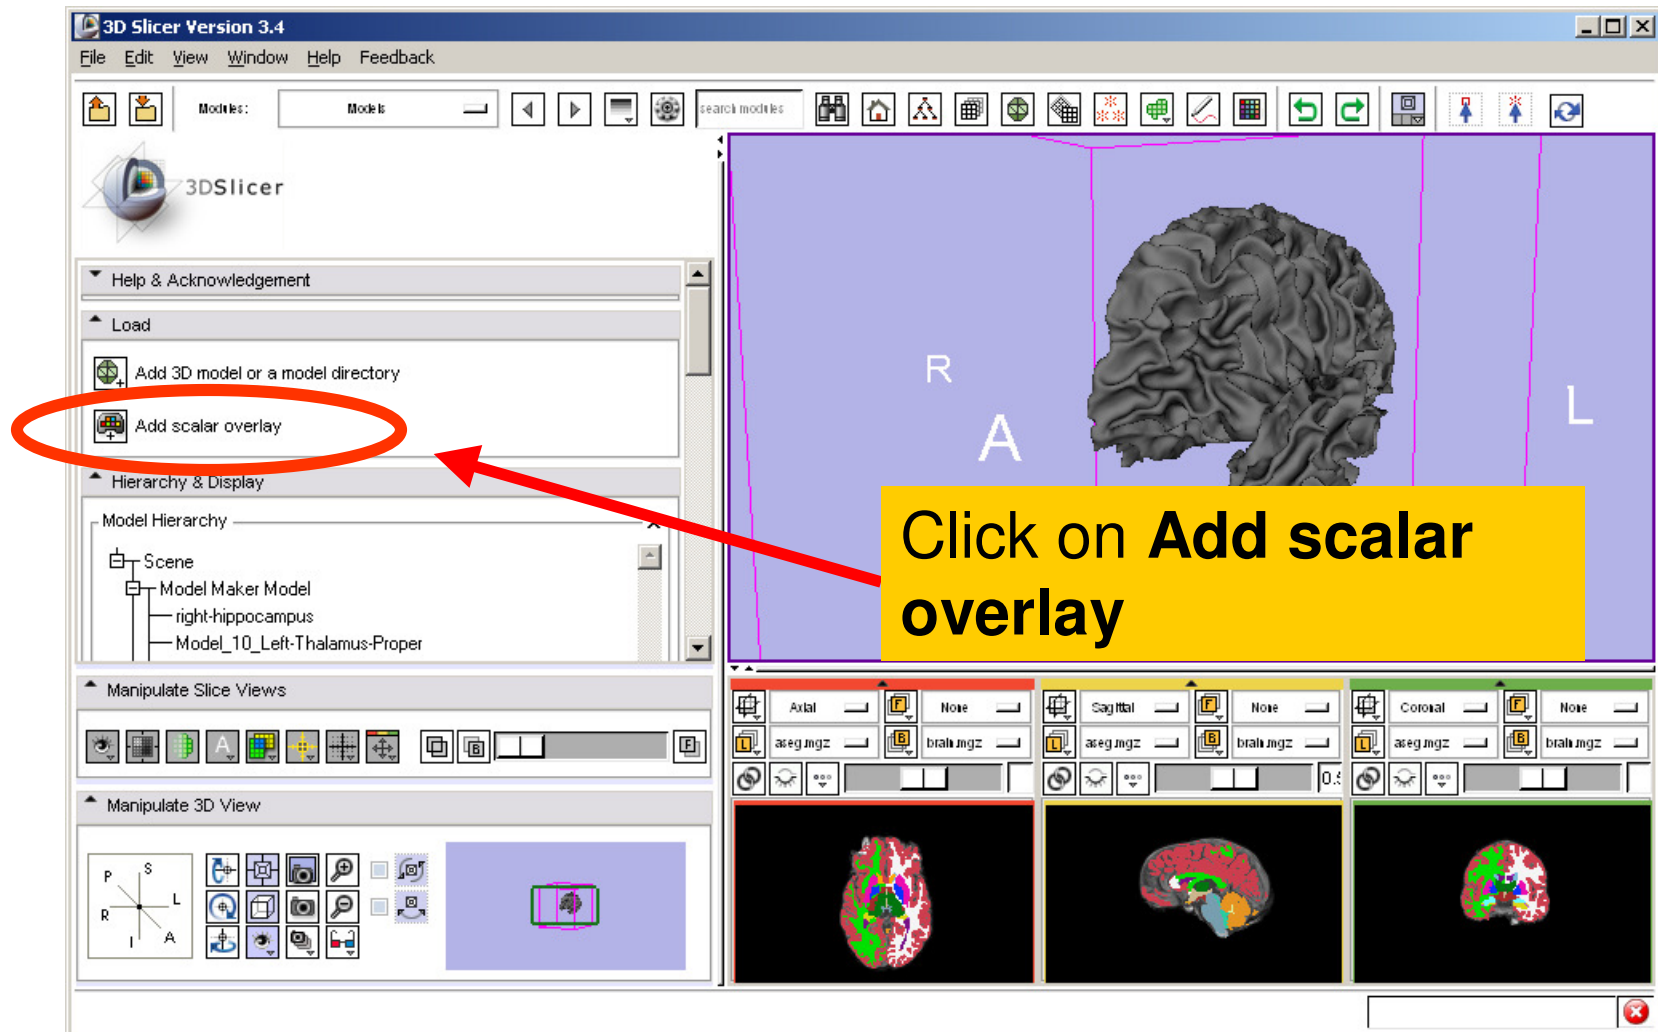 3D Slicer Version 3.4
File Edit View Window Help Feedback
Modules: Models search modules
3DSlicer
Help & Acknowledgement
Load
Add 3D model or a model directory
Add scalar overlay
Hierarchy & Display
Model Hierarchy
Scene
Model Maker Model
right-hippocampus
Model_10_Left-Thalamus-Proper
R
A
L
Click on Add scalar
overlay
Manipulate Slice Views
A B F
Manipulate 3D View
P S
R L
I A
Axial F None
L aseg.mgz B brain.mgz
Sagittal F None
L aseg.mgz B brain.mgz
0.5
Coronal F None
L aseg.mgz B brain.mgz